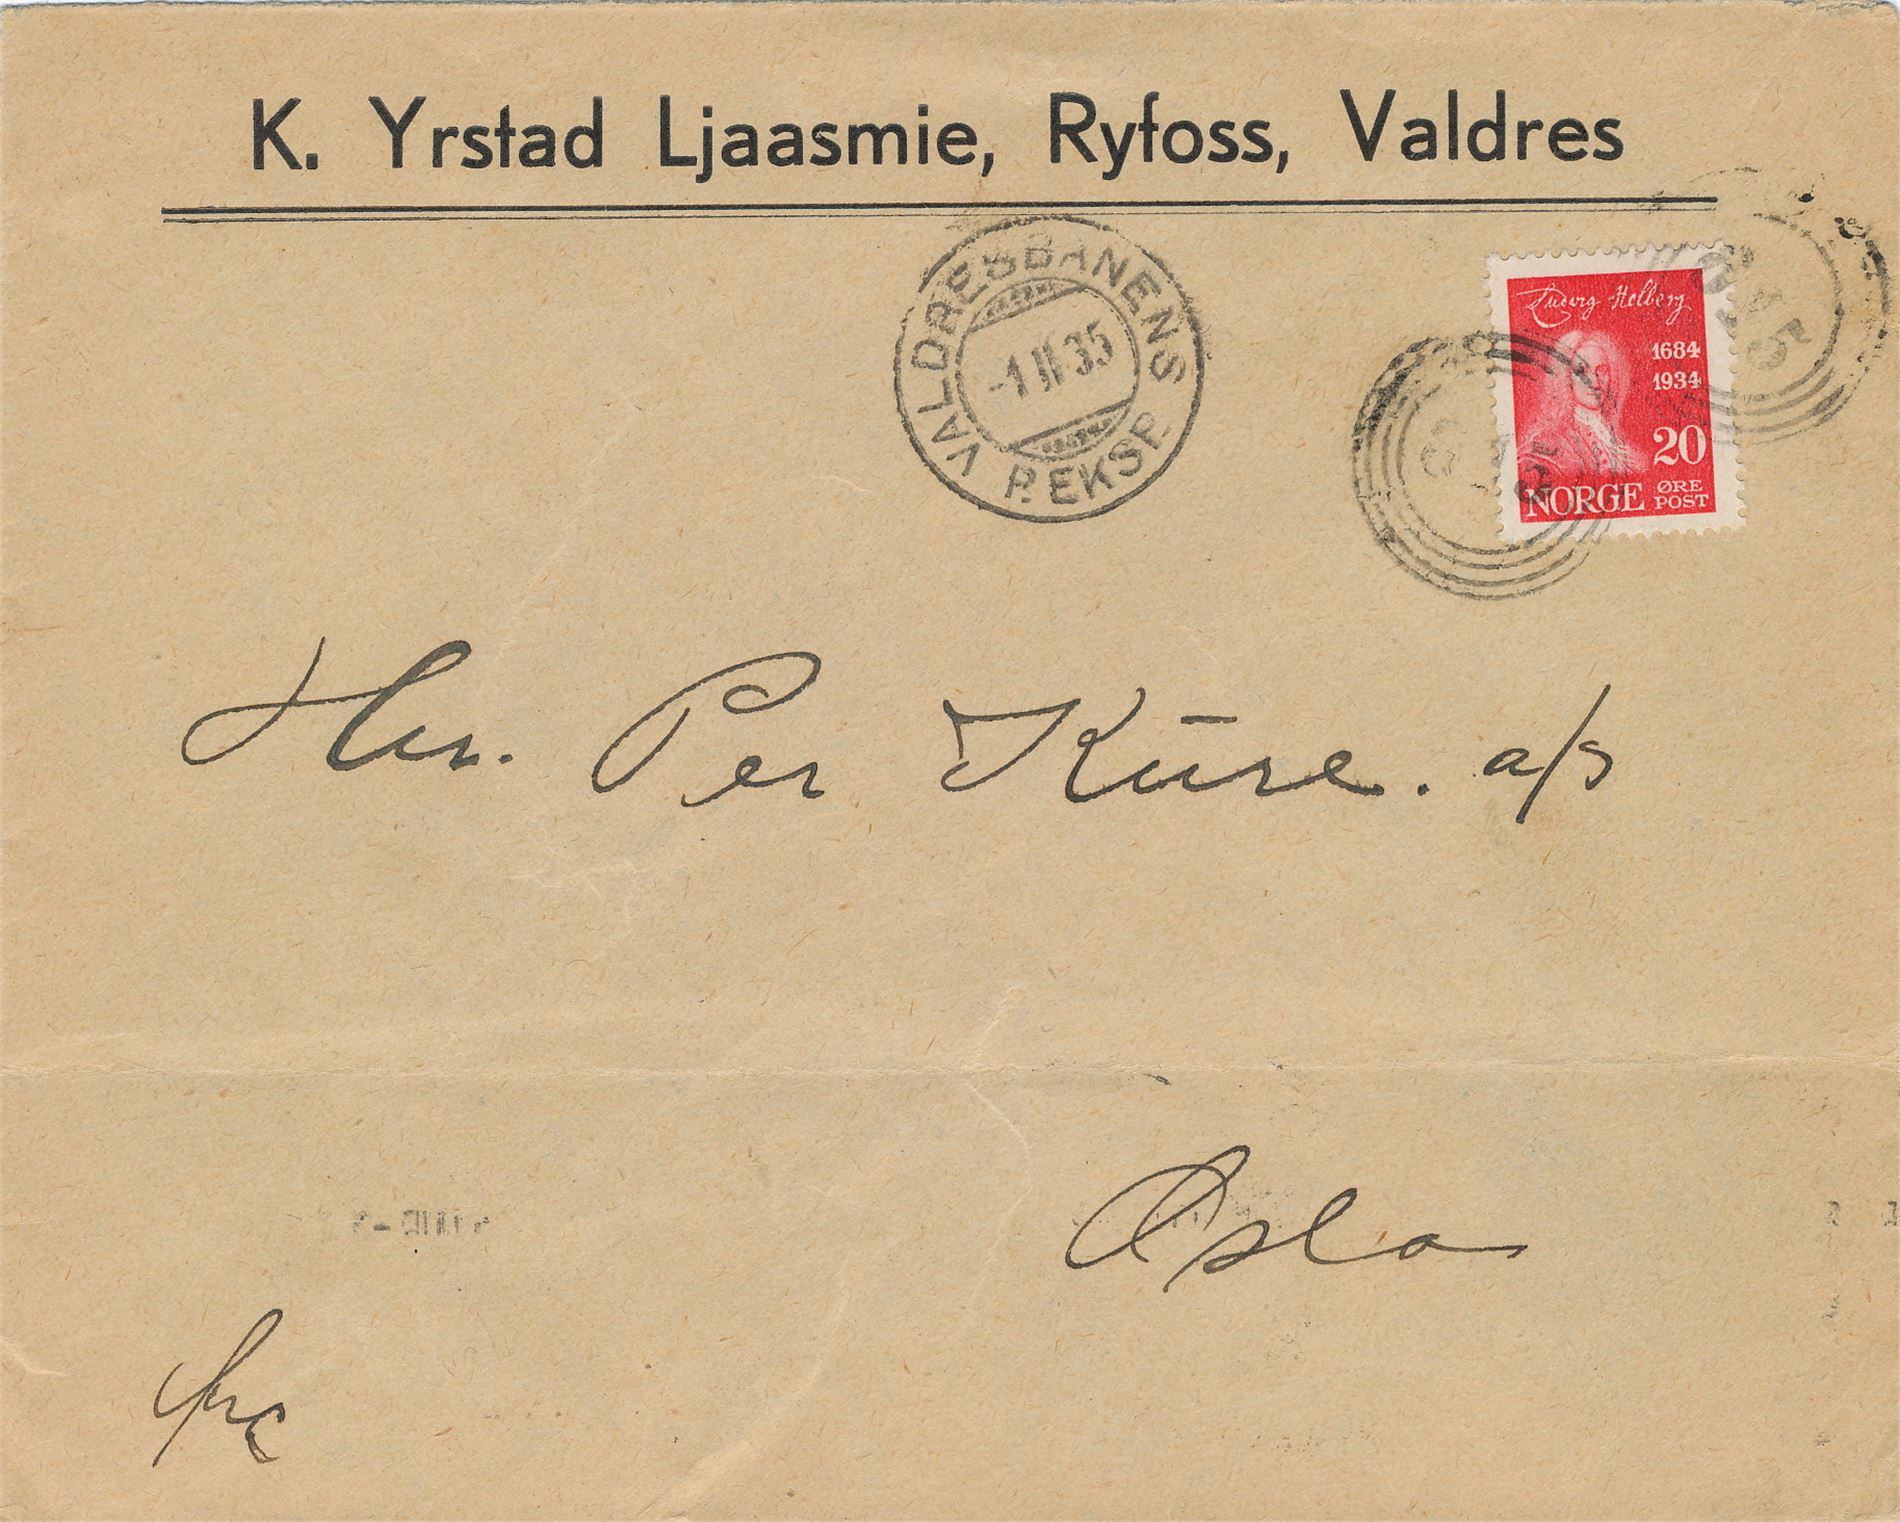 K. Yrstad Ljaasmie, Ryfoss, Valdres
VALDRESBANENS
-1 II 35
P. EKSP.
Ludvig Holberg
1684
1934
20
NORGE ØRE POST
Hr. Per Kūre. a/s
Oslo